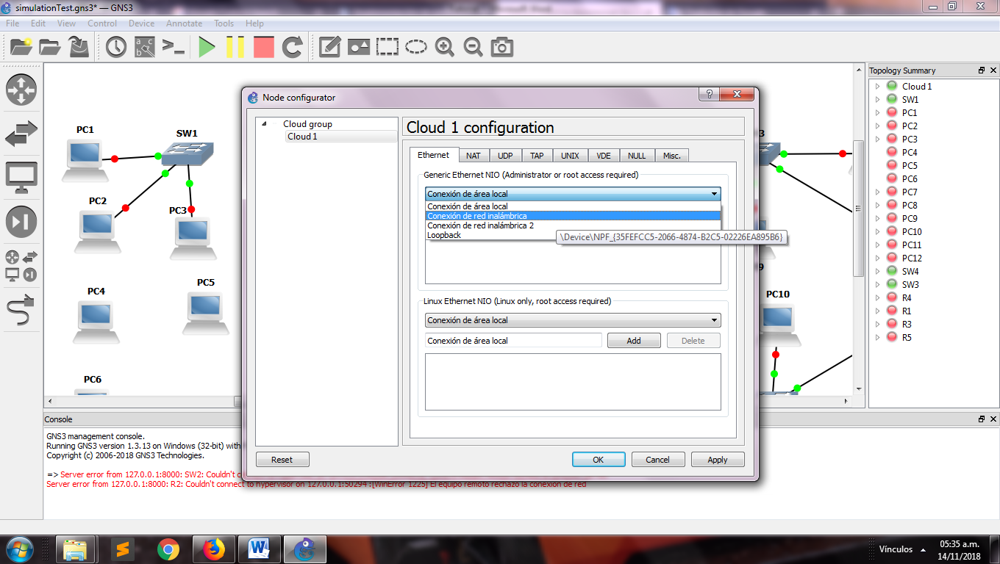 simulationTest.gns3* — GNS3
File Edit View Control Device Annotate Tools Help
PC1
SW1
PC2
PC3
PC4
PC5
PC6
3
9
PC10
Node configurator
Cloud group
Cloud 1
Cloud 1 configuration
Ethernet NAT UDP TAP UNIX VDE NULL Misc.
Generic Ethernet NIO (Administrator or root access required)
Conexión de área local
Conexión de área local
Conexión de red inalámbrica
Conexión de red inalámbrica 2
Loopback
\Device\NPF_{35FEFCC5-2066-4874-B2C5-02226EA895B6}
Linux Ethernet NIO (Linux only, root access required)
Conexión de área local
Conexión de área local Add Delete
Reset OK Cancel Apply
Topology Summary
Cloud 1
SW1
PC1
PC2
PC3
PC4
PC5
PC6
PC7
PC8
PC9
PC10
PC11
PC12
SW4
SW3
R4
R1
R3
R5
Console
GNS3 management console.
Running GNS3 version 1.3.13 on Windows (32-bit) with
Copyright (c) 2006-2018 GNS3 Technologies.
=> Server error from 127.0.0.1:8000: SW2: Couldn't c
Server error from 127.0.0.1:8000: R2: Couldn't connect to hypervisor on 127.0.0.1:50294 :[WinError 1225] El equipo remoto rechazó la conexión de red
Vínculos
05:35 a.m.
14/11/2018